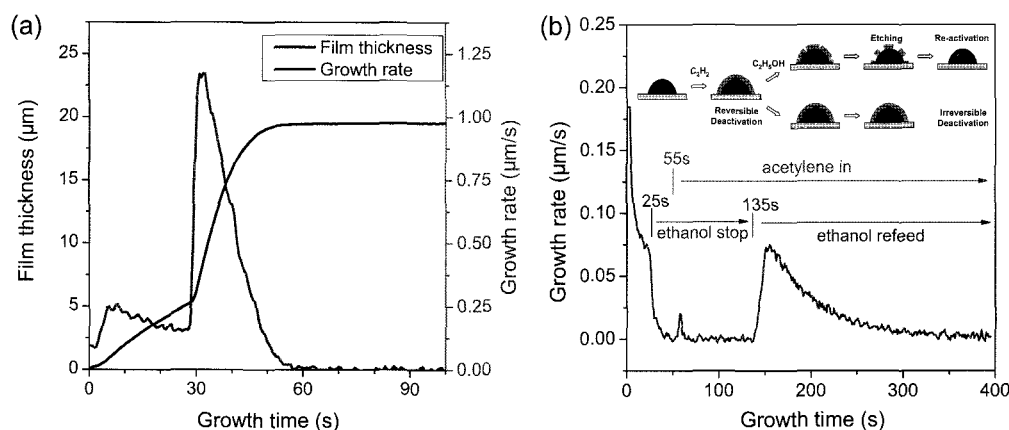 (a)
Film thickness
Growth rate
Film thickness (μm)
25
20
15
10
5
0
1.25
1.00
0.75
0.50
0.25
0.00
Growth rate (μm/s)
0 30 60 90
Growth time (s)
(b)
Growth rate (μm/s)
0.25
0.20
0.15
0.10
0.05
0.00
C₂H₂
C₂H₅OH
Etching
Re-activation
Reversible
Deactivation
Irreversible
Deactivation
55s
acetylene in
25s
ethanol stop
135s
ethanol refeed
0 100 200 300 400
Growth time (s)